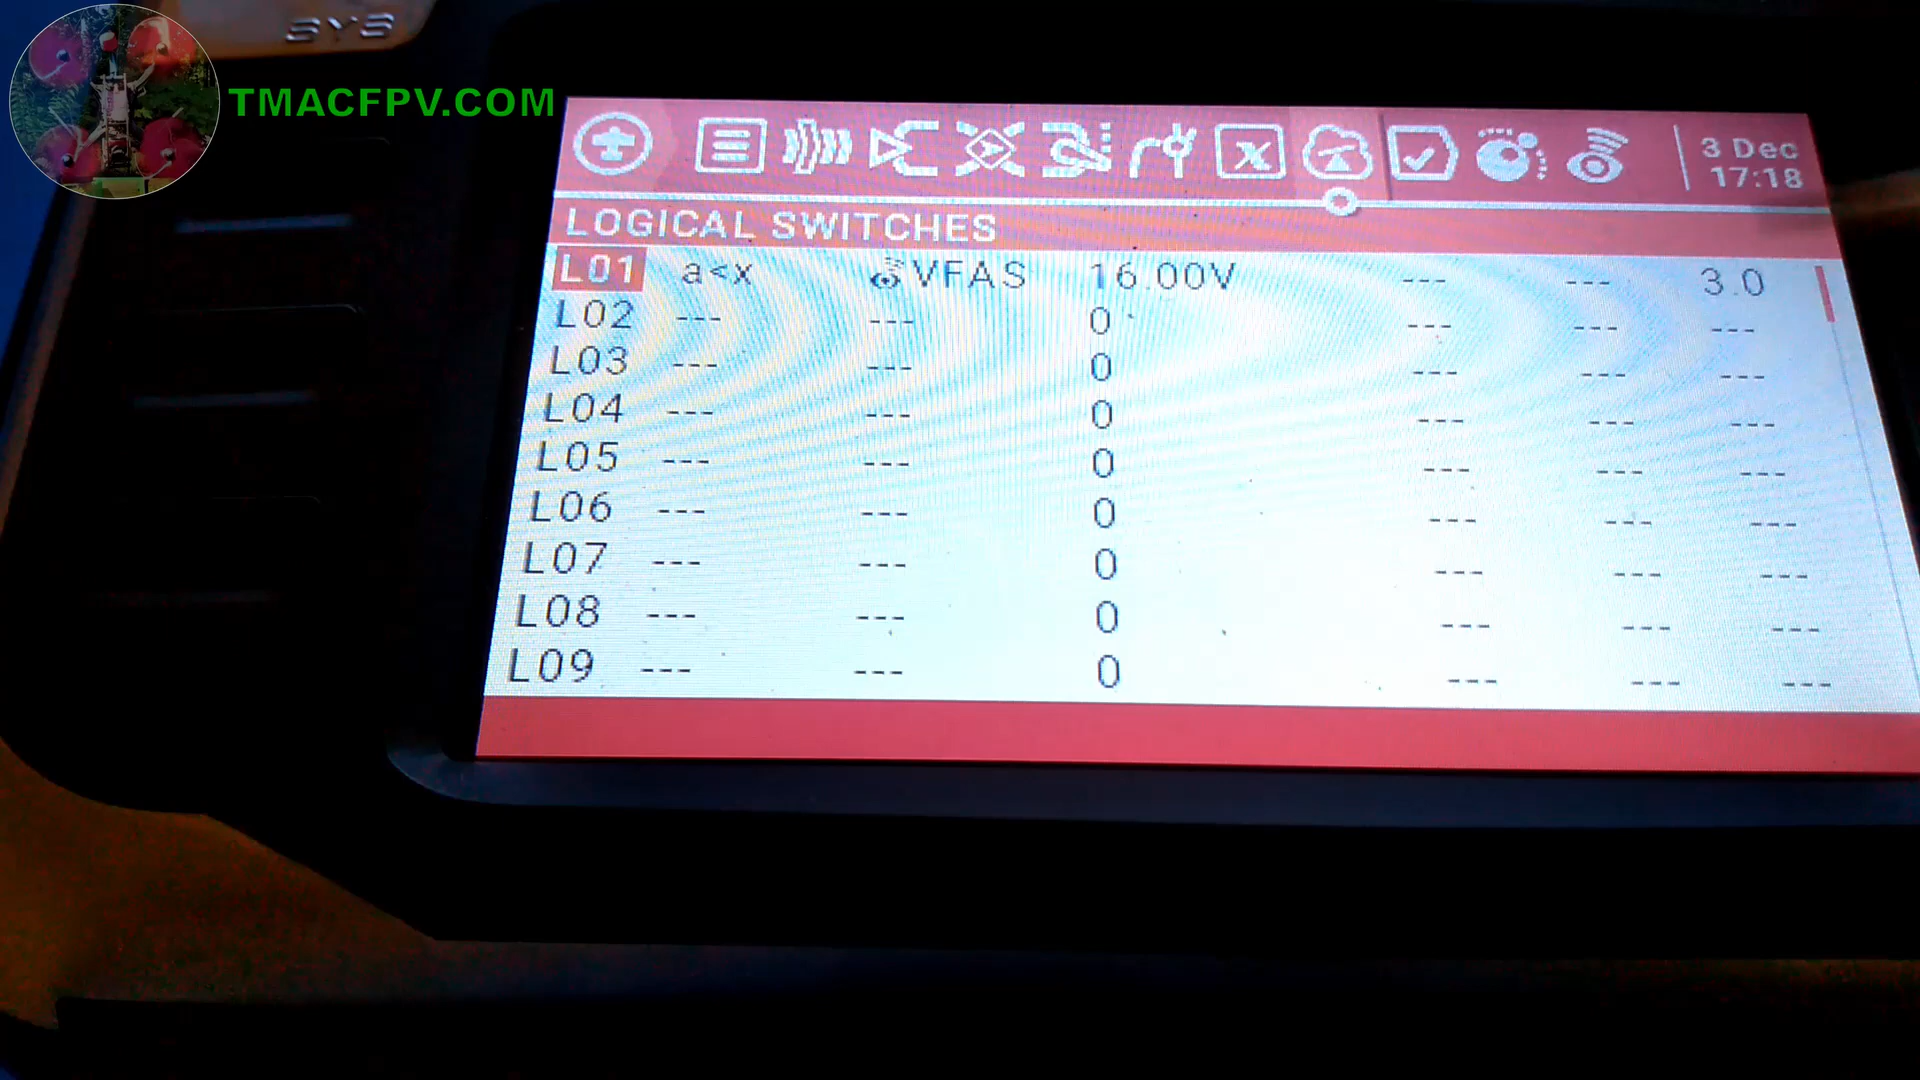 SYS
TMACFPV.COM
3 Dec
17:18
LOGICAL SWITCHES
L01 a<x VFAS 16.00V --- --- 3.0
L02 --- --- 0 --- --- ---
L03 --- --- 0 --- --- ---
L04 --- --- 0 --- --- ---
L05 --- --- 0 --- --- ---
L06 --- --- 0 --- --- ---
L07 --- --- 0 --- --- ---
L08 --- --- 0 --- --- ---
L09 --- --- 0 --- --- ---